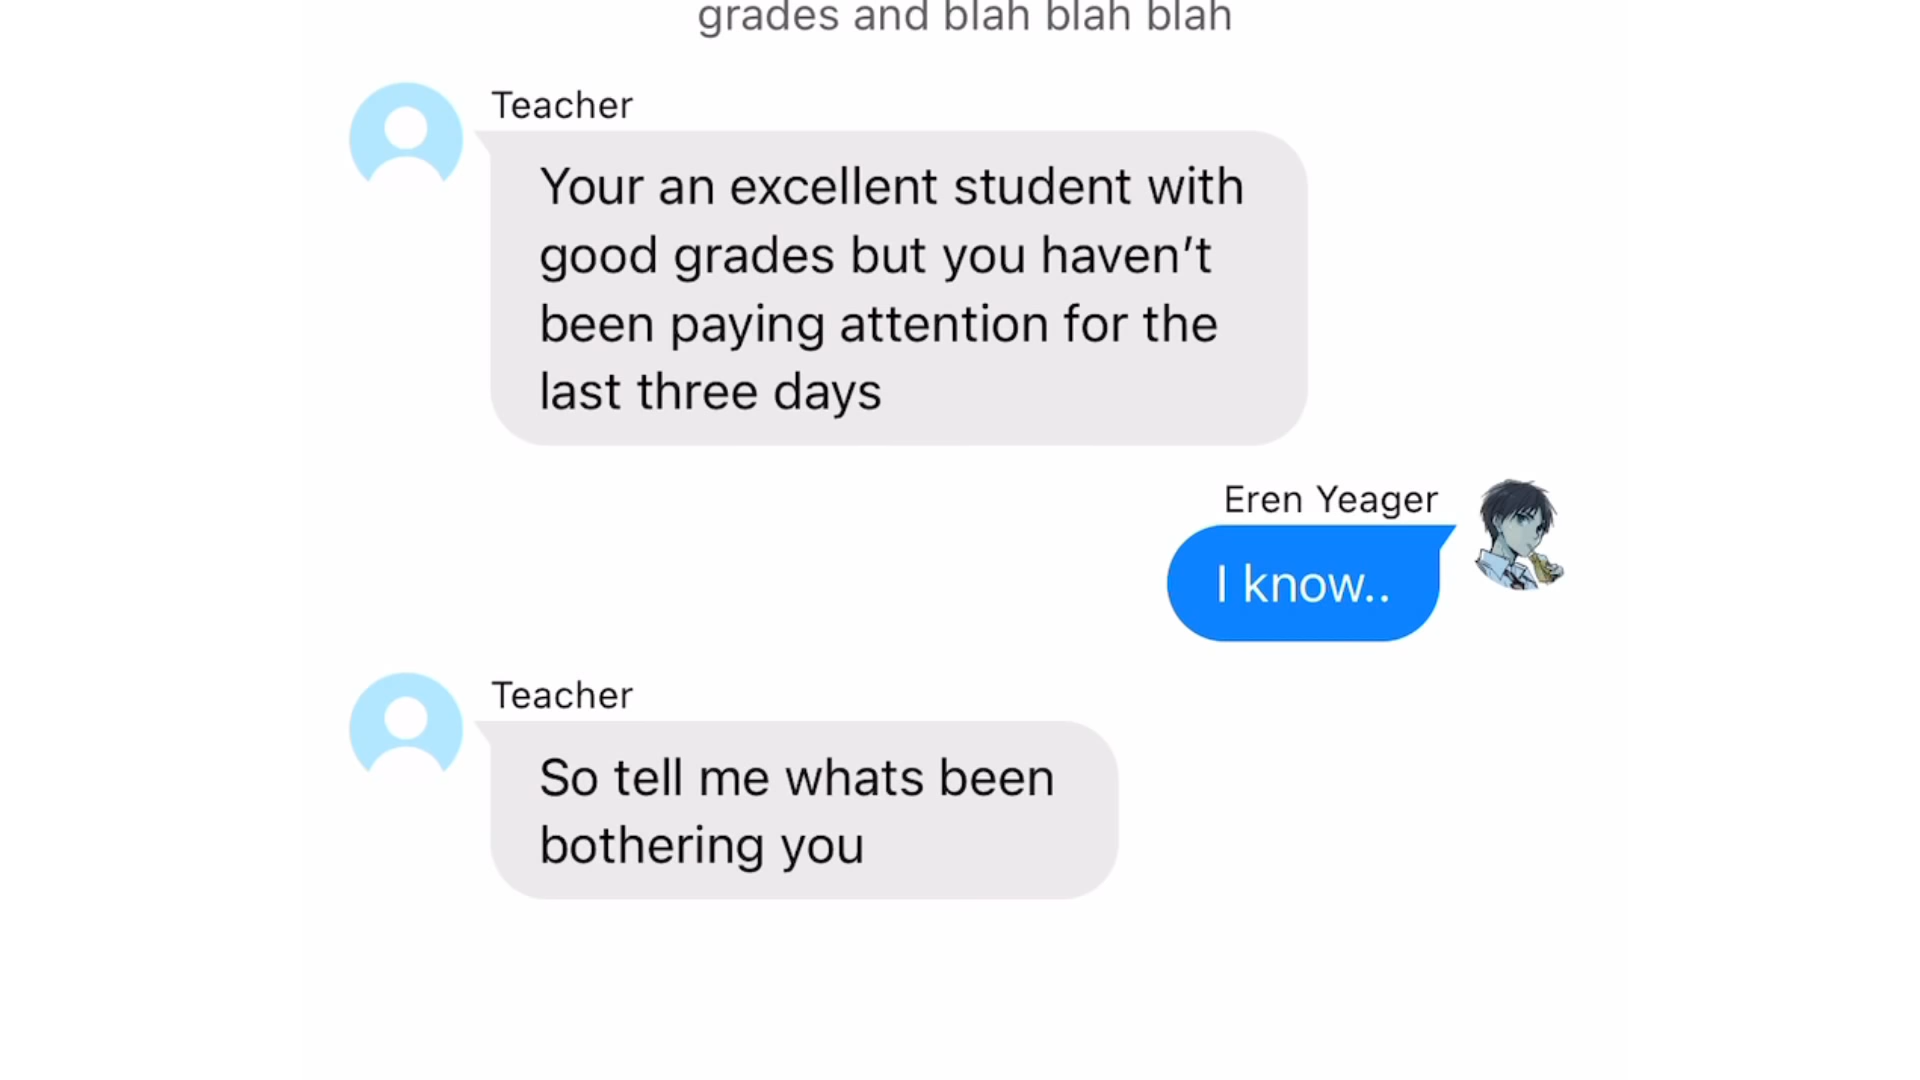 grades and blah blah blah
Teacher
Your an excellent student with
good grades but you haven’t
been paying attention for the
last three days
Eren Yeager
I know..
Teacher
So tell me whats been
bothering you